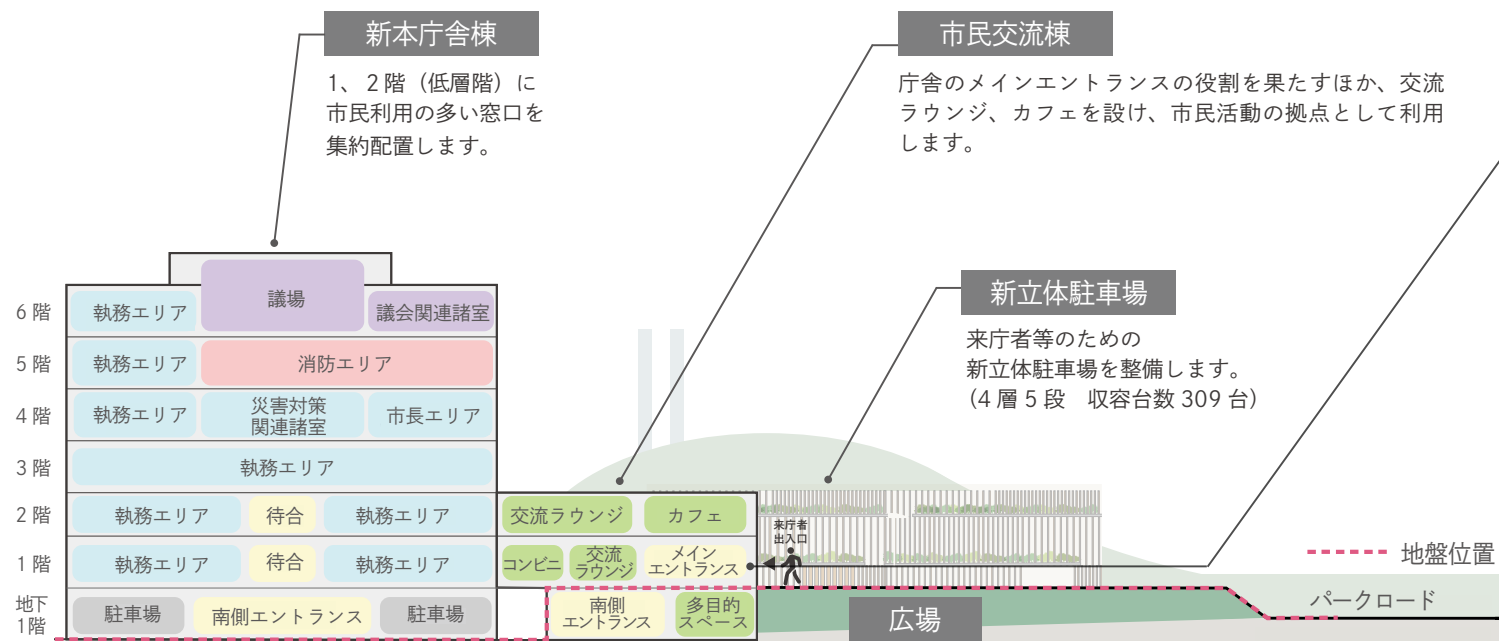 新本庁舎棟
1、2階（低層階）に
市民利用の多い窓口を
集約配置します。
市民交流棟
庁舎のメインエントランスの役割を果たすほか、交流
ラウンジ、カフェを設け、市民活動の拠点として利用
します。
新立体駐車場
来庁者等のための
新立体駐車場を整備します。
（4層5段　収容台数309台）
6階
執務エリア
議場
議会関連諸室
5階
執務エリア
消防エリア
4階
執務エリア
災害対策
関連諸室
市長エリア
3階
執務エリア
2階
執務エリア
待合
執務エリア
交流ラウンジ
カフェ
1階
執務エリア
待合
執務エリア
コンビニ
交流
ラウンジ
メイン
エントランス
来庁者
出入口
地下
1階
駐車場
南側エントランス
駐車場
南側
エントランス
多目的
スペース
広場
地盤位置
パークロード